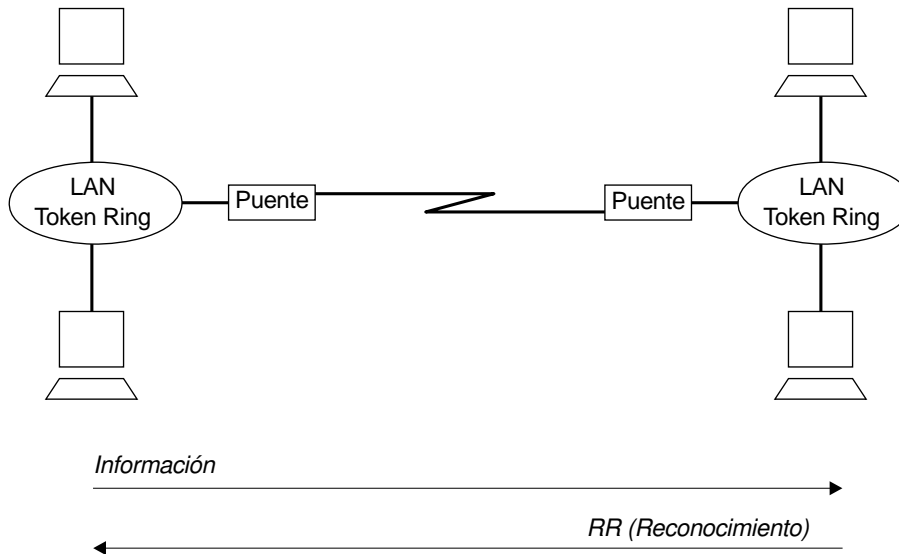 LAN
Token Ring
Puente
Puente
LAN
Token Ring
Información
RR (Reconocimiento)